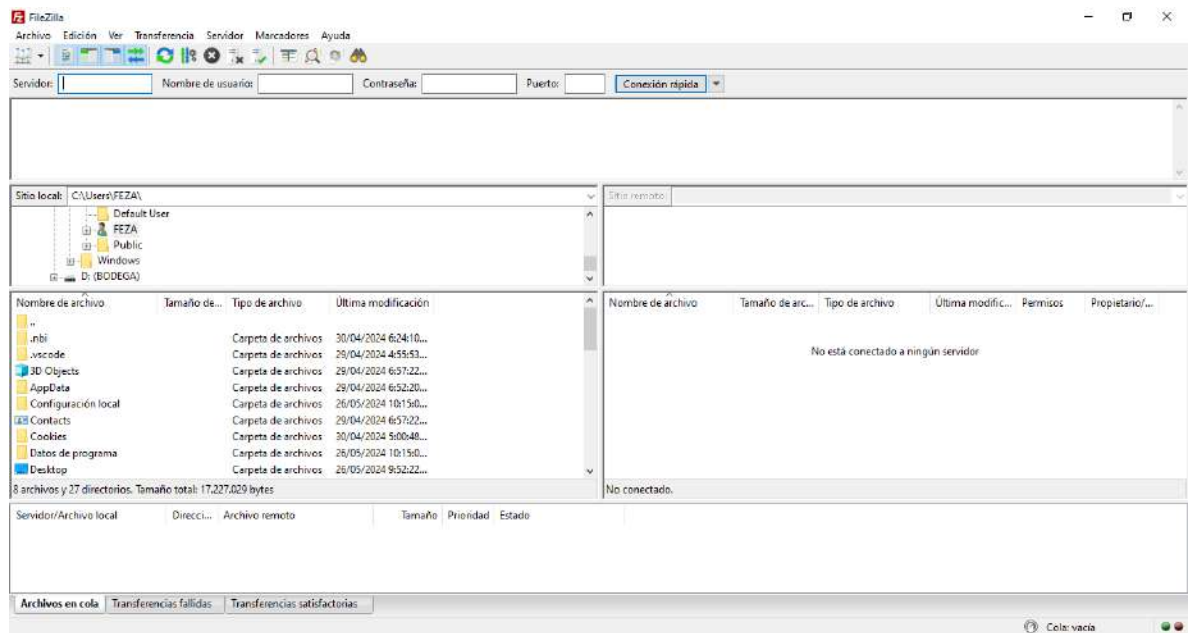 FileZilla
Archivo Edición Ver Transferencia Servidor Marcadores Ayuda
Servidor: Nombre de usuario: Contraseña: Puerto: Conexión rápida
Sitio local: C:\Users\FEZA\
Sitio remoto:
Default User
FEZA
Public
Windows
D: (BODEGA)
Nombre de archivo Tamaño de... Tipo de archivo Última modificación
..
.nbi Carpeta de archivos 30/04/2024 6:24:10...
.vscode Carpeta de archivos 29/04/2024 4:55:53...
3D Objects Carpeta de archivos 29/04/2024 6:57:22...
AppData Carpeta de archivos 29/04/2024 6:52:20...
Configuración local Carpeta de archivos 26/05/2024 10:15:0...
Contacts Carpeta de archivos 29/04/2024 6:57:22...
Cookies Carpeta de archivos 30/04/2024 5:00:48...
Datos de programa Carpeta de archivos 26/05/2024 10:15:0...
Desktop Carpeta de archivos 26/05/2024 9:52:22...
8 archivos y 27 directorios. Tamaño total: 17.227.029 bytes
Nombre de archivo Tamaño de arc... Tipo de archivo Última modific... Permisos Propietario/...
No está conectado a ningún servidor
No conectado.
Servidor/Archivo local Direcci... Archivo remoto Tamaño Prioridad Estado
Archivos en cola Transferencias fallidas Transferencias satisfactorias
Cola: vacía